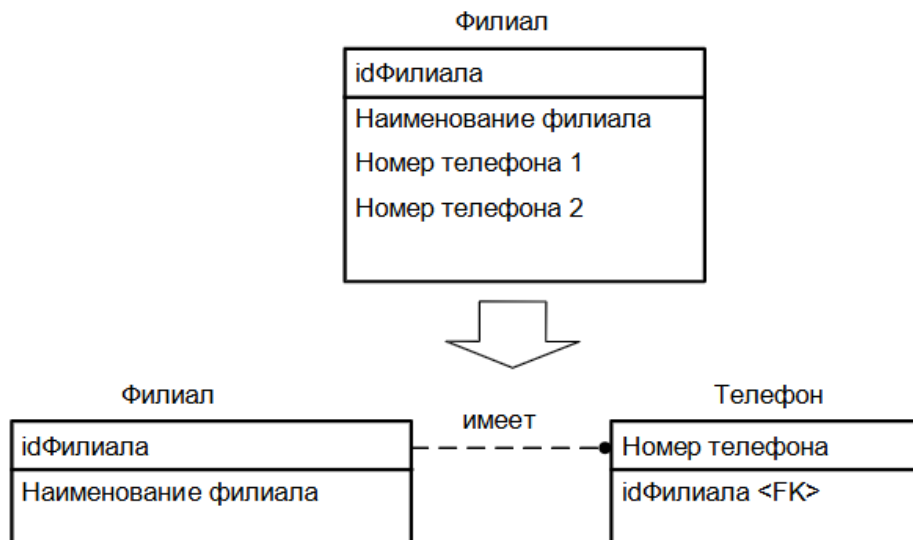 Филиал
idФилиала
Наименование филиала
Номер телефона 1
Номер телефона 2
Филиал
имеет
Телефон
idФилиала
Наименование филиала
Номер телефона
idФилиала <FK>